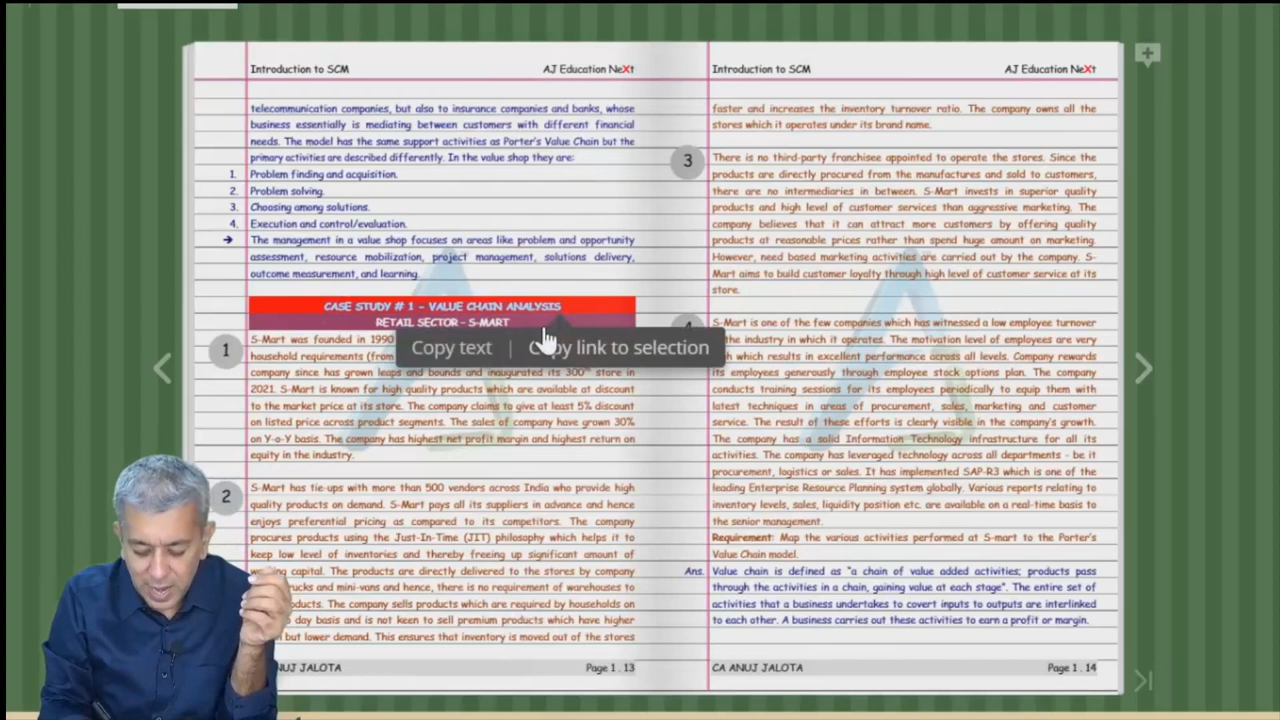 Introduction to SCM
AJ Education NeXt
telecommunication companies, but also to insurance companies and banks, whose
business essentially is mediating between customers with different financial
needs. The model has the same support activities as Porter's Value Chain but the
primary activities are described differently. In the value shop they are:
1. Problem finding and acquisition.
2. Problem solving.
3. Choosing among solutions.
4. Execution and control/evaluation.
➔ The management in a value shop focuses on areas like problem and opportunity
assessment, resource mobilization, project management, solutions delivery,
outcome measurement, and learning.
CASE STUDY # 1 – VALUE CHAIN ANALYSIS
RETAIL SECTOR - S-MART
1
S-Mart was founded in 1990
household requirements (from
company since has grown leaps and bounds and inaugurated its 300th store in
2021. S-Mart is known for high quality products which are available at discount
to the market price at its store. The company claims to give at least 5% discount
on listed price across product segments. The sales of company have grown 30%
on Y-o-Y basis. The company has highest net profit margin and highest return on
equity in the industry.
2
S-Mart has tie-ups with more than 500 vendors across India who provide high
quality products on demand. S-Mart pays all its suppliers in advance and hence
enjoys preferential pricing as compared to its competitors. The company
procures products using the Just-In-Time (JIT) philosophy which helps it to
keep low level of inventories and thereby freeing up significant amount of
capital. The products are directly delivered to the stores by company
trucks and mini-vans and hence, there is no requirement of warehouses to
The company sells products which are required by households on
day basis and is not keen to sell premium products which have higher
but lower demand. This ensures that inventory is moved out of the stores
JALOTA
Page 1 . 13
Copy text | Copy link to selection
Introduction to SCM
AJ Education NeXt
faster and increases the inventory turnover ratio. The company owns all the
stores which it operates under its brand name.
3
There is no third-party franchisee appointed to operate the stores. Since the
products are directly procured from the manufactures and sold to customers,
there are no intermediaries in between. S-Mart invests in superior quality
products and high level of customer services than aggressive marketing. The
company believes that it can attract more customers by offering quality
products at reasonable prices rather than spend huge amount on marketing.
However, need based marketing activities are carried out by the company. S-
Mart aims to build customer loyalty through high level of customer service at its
store.
4
S-Mart is one of the few companies which has witnessed a low employee turnover
the industry in which it operates. The motivation level of employees are very
which results in excellent performance across all levels. Company rewards
its employees generously through employee stock options plan. The company
conducts training sessions for its employees periodically to equip them with
latest techniques in areas of procurement, sales, marketing and customer
service. The result of these efforts is clearly visible in the company's growth.
The company has a solid Information Technology infrastructure for all its
activities. The company has leveraged technology across all departments - be it
procurement, logistics or sales. It has implemented SAP-R3 which is one of the
leading Enterprise Resource Planning system globally. Various reports relating to
inventory levels, sales, liquidity position etc. are available on a real-time basis to
the senior management.
Requirement: Map the various activities performed at S-mart to the Porter's
Value Chain model.
Ans. Value chain is defined as "a chain of value added activities; products pass
through the activities in a chain, gaining value at each stage". The entire set of
activities that a business undertakes to covert inputs to outputs are interlinked
to each other. A business carries out these activities to earn a profit or margin.
CA ANUJ JALOTA
Page 1 . 14